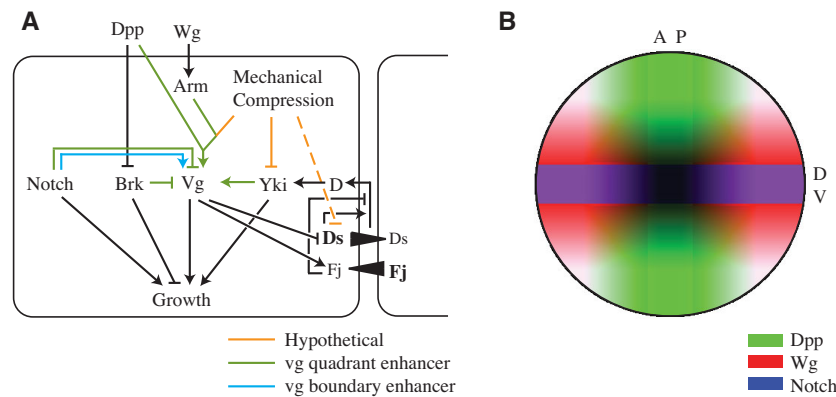 A
Dpp
Wg
Arm
Mechanical
Compression
Notch
Brk
Vg
Yki
D
Ds
Ds
Fj
Fj
Growth
Hypothetical
vg quadrant enhancer
vg boundary enhancer
B
A P
D
V
Dpp
Wg
Notch